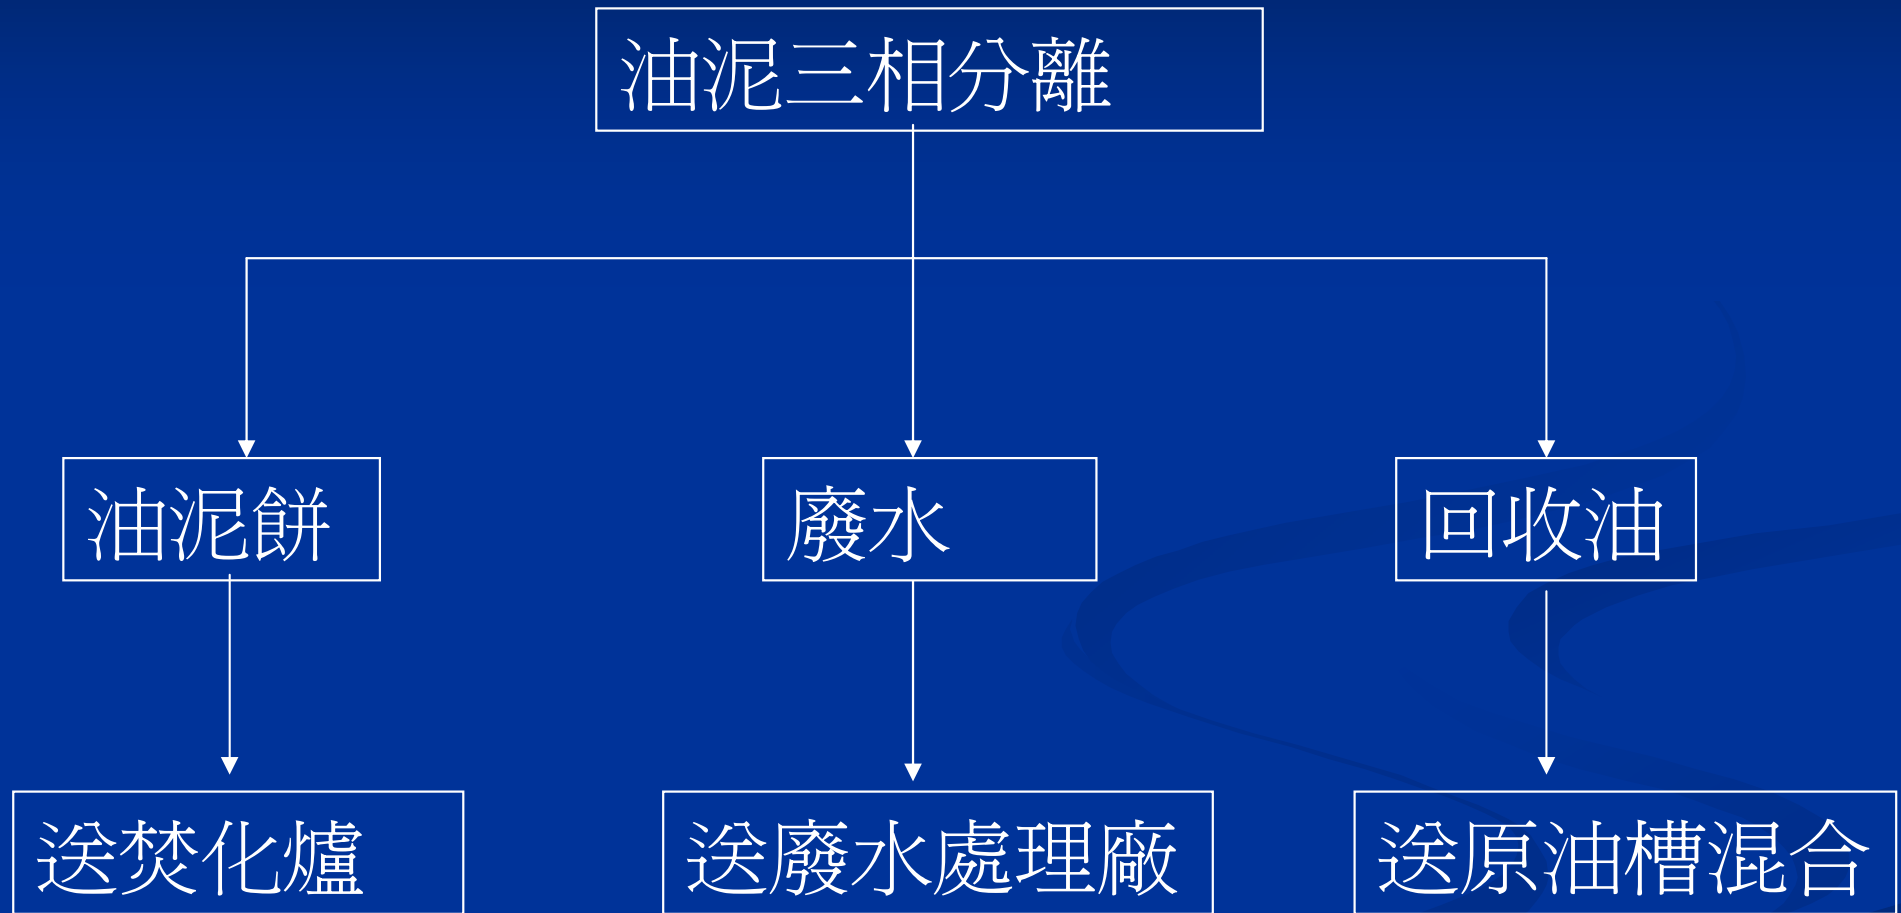 油泥三相分離
油泥餅
廢水
回收油
送焚化爐
送廢水處理廠
送原油槽混合